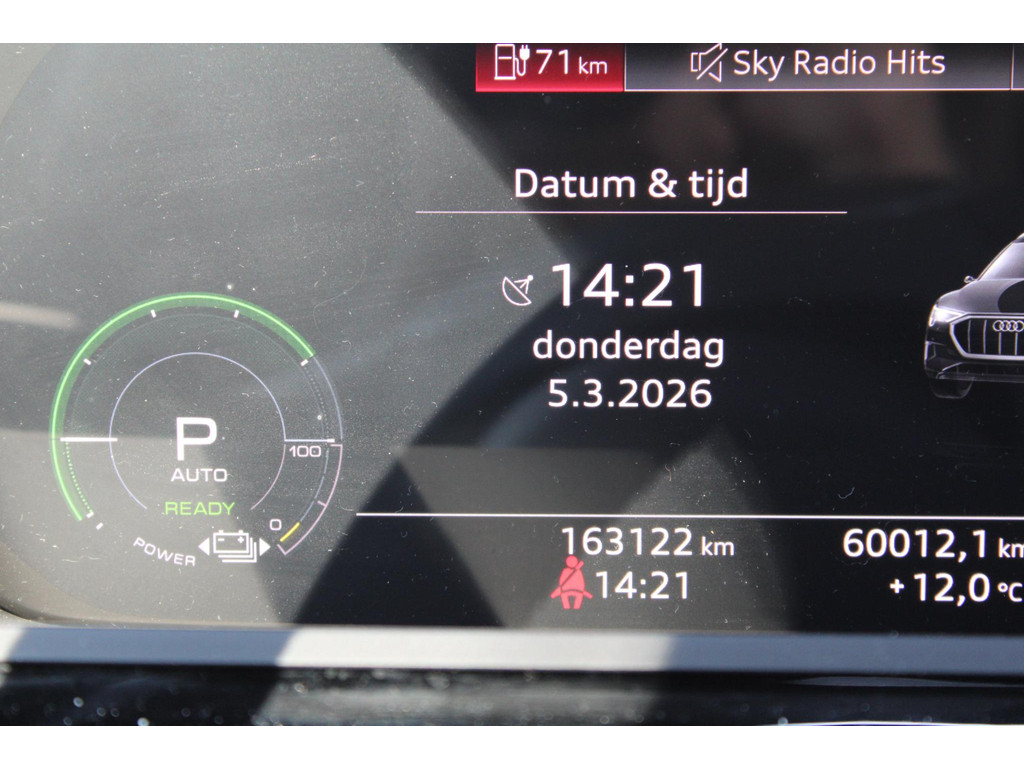 71 km
Sky Radio Hits
Datum & tijd
14:21
donderdag
5.3.2026
P
AUTO
READY
100
0
POWER
163122 km
60012,1 km
14:21
+12,0 °C